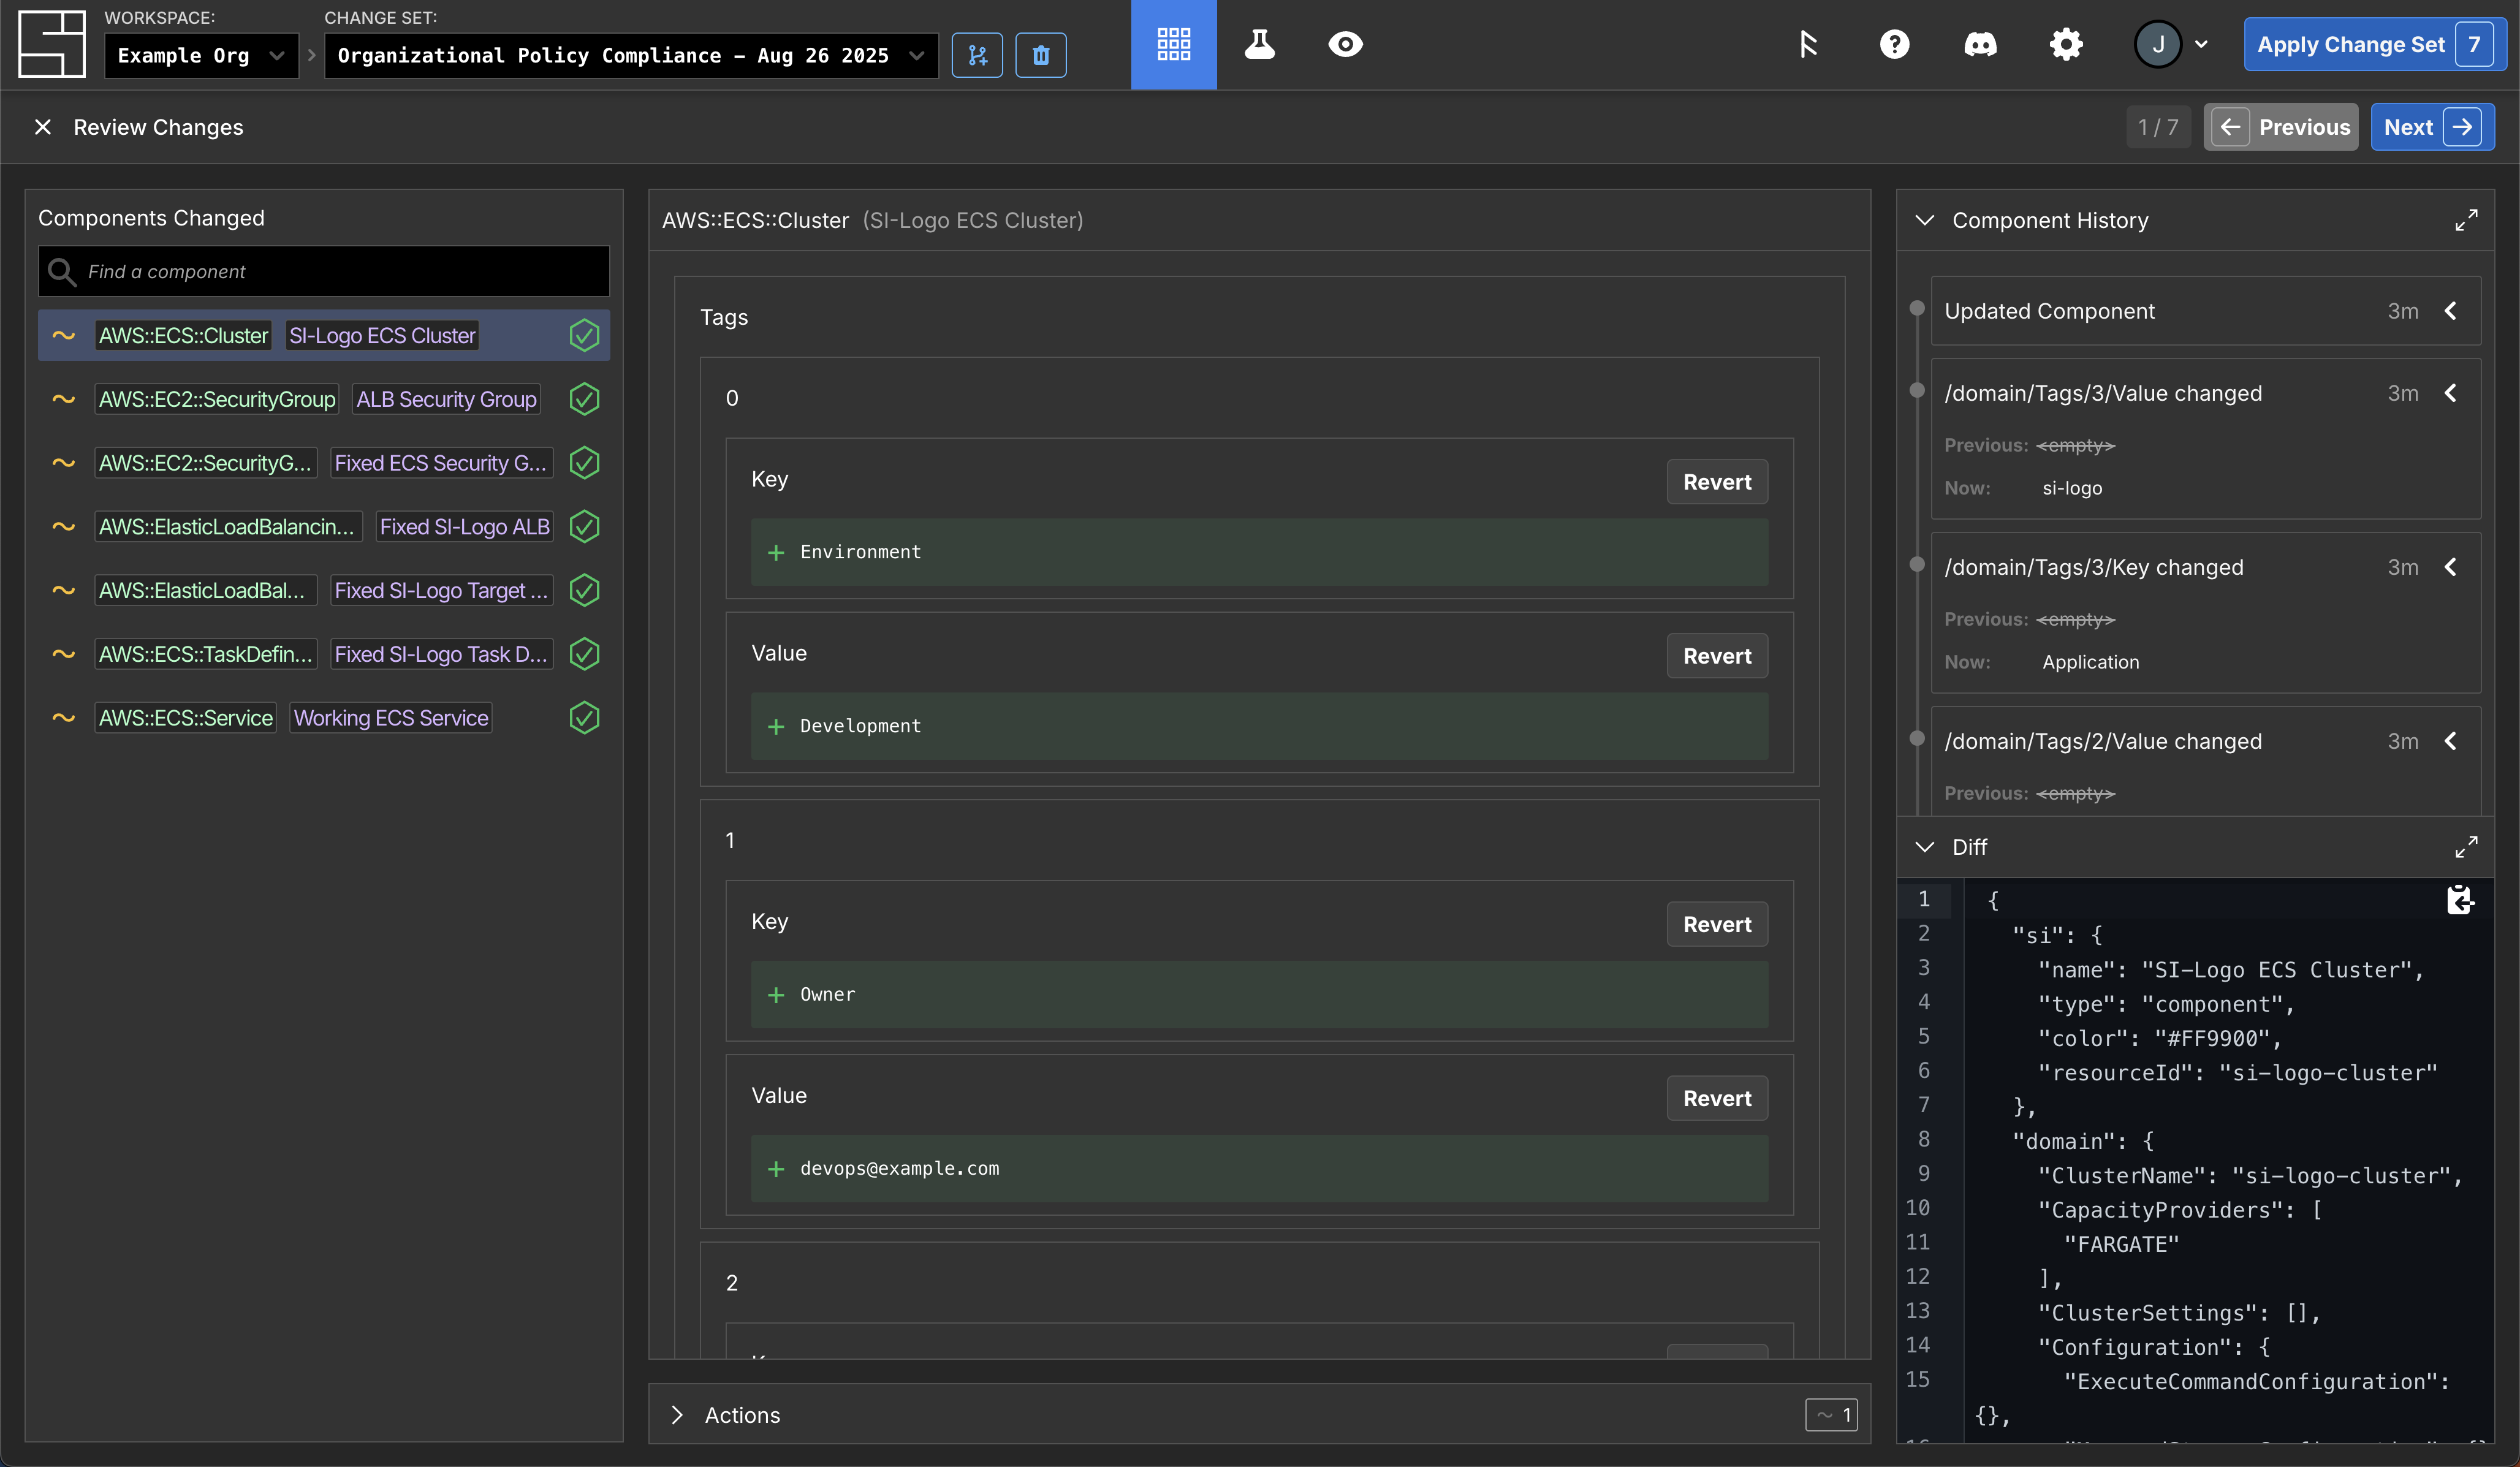 WORKSPACE:
Example Org
CHANGE SET:
Organizational Policy Compliance – Aug 26 2025
J
Apply Change Set 7
Review Changes
1 / 7
Previous
Next
Components Changed
Find a component
AWS::ECS::Cluster SI-Logo ECS Cluster
AWS::EC2::SecurityGroup ALB Security Group
AWS::EC2::SecurityG... Fixed ECS Security G...
AWS::ElasticLoadBalancin... Fixed SI-Logo ALB
AWS::ElasticLoadBal... Fixed SI-Logo Target ...
AWS::ECS::TaskDefin... Fixed SI-Logo Task D...
AWS::ECS::Service Working ECS Service
AWS::ECS::Cluster (SI-Logo ECS Cluster)
Tags
0
Key
Revert
+ Environment
Value
Revert
+ Development
1
Key
Revert
+ Owner
Value
Revert
+ devops@example.com
2
Actions
~ 1
Component History
Updated Component 3m
/domain/Tags/3/Value changed 3m
Previous: <empty>
Now: si-logo
/domain/Tags/3/Key changed 3m
Previous: <empty>
Now: Application
/domain/Tags/2/Value changed 3m
Previous: <empty>
Diff
1 {
2 "si": {
3 "name": "SI-Logo ECS Cluster",
4 "type": "component",
5 "color": "#FF9900",
6 "resourceId": "si-logo-cluster"
7 },
8 "domain": {
9 "ClusterName": "si-logo-cluster",
10 "CapacityProviders": [
11 "FARGATE"
12 ],
13 "ClusterSettings": [],
14 "Configuration": {
15 "ExecuteCommandConfiguration":
{},